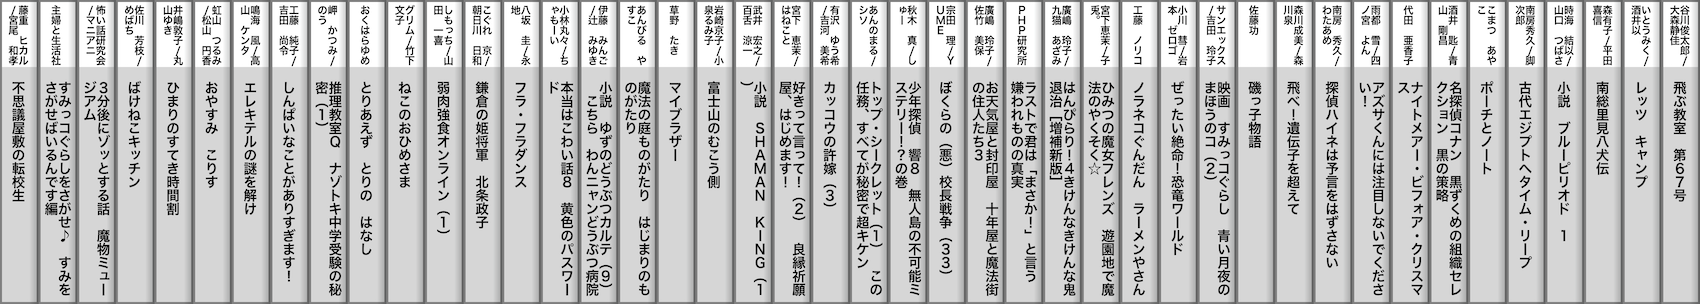 谷川俊太郎/
大森静佳
飛ぶ教室　第６７号
いとうみく/
酒井以
レッツ　キャンプ
森有子/平田
喜信
南総里見八犬伝
時海　結以/
山口　つばさ
小説　ブルーピリオド　１
南房秀久/脚
次郎
古代エジプトへタイム・リープ
こまつ　あや
こ
ポーチとノート
酒井　匙/青
山　剛昌
名探偵コナン　黒ずくめの組織セレ
クション　黒の策略
代田　亜香子
ナイトメアー・ビフォア・クリスマ
ス
雨都　雪/四
ノ宮　よん
アズサくんには注目しないでくださ
い！
南房　秀久/
わたあめ
探偵ハイネは予言をはずさない
森川成美/森
川泉
飛べ！遺伝子を超えて
佐藤功
磯っ子物語
サンエックス
/吉田　玲子
映画　すみっコぐらし　青い月夜の
まほうのコ（２）
小川　彗/岩
本　ゼロゴ
ぜったい絶命！恐竜ワールド
工藤　ノリコ
ノラネコぐんだん　ラーメンやさん
宮下恵茉/子
兎。
ひみつの魔女フレンズ　遊園地で魔
法のやくそく☆
廣嶋　玲子/
九猫　あざみ
はんぴらり！４きけんなきけんな鬼
退治［増補新版］
ＰＨＰ研究所
ラストで君は「まさか！」と言う
嫌われものの真実
廣嶋　玲子/
佐竹　美保
お天気屋と封印屋　十年屋と魔法街
の住人たち３
宗田　理/Ｙ
ＵＭＥ
ぼくらの（悪）校長戦争（３３）
秋木　真/し
ゅー
少年探偵　響８　無人島の不可能ミ
ステリー！？の巻
あんのまる/
シソ
トップ・シークレット（１）　この
任務、すべてが秘密で超キケン
有沢　ゆう希
/吉河　美希
カッコウの許嫁（３）
宮下　恵茉/
はねこと
好きって言って！（２）　良縁祈願
屋、はじめます！
武井　宏之/
百舌　涼一
小説　ＳＨＡＭＡＮ　ＫＩＮＧ（１
）
岩崎京子/小
泉るみ子
富士山のむこう側
草野　たき
マイブラザー
あんびる　や
すこ
魔法の庭ものがたり　はじまりのも
のがたり
伊藤　みんご
/辻　みゆき
小説　ゆずのどうぶつカルテ（９）
　こちら　わんニャンどうぶつ病院
小林丸々/ち
ゃもーい
本当はこわい話８　黄色のパスワー
ド
八坂　圭/永
地
フラ・フラダンス
こぐれ　京/
朝日川　日和
鎌倉の姫将軍　北条政子
しもっち/山
田　一喜
弱肉強食オンライン（１）
グリム/竹下
文子
ねこのおひめさま
おくはらゆめ
とりあえず　とりの　はなし
岬　かつみ/
のう
推理教室Ｑ　ナゾトキ中学受験の秘
密（１）
工藤　純子/
吉田　尚令
しんぱいなことがありすぎます！
鳴海　風/高
山　ケンタ
エレキテルの謎を解け
虹山　つるみ
/松山　円香
おやすみ　こりす
井嶋敦子/丸
山ゆき
ひまりのすてき時間割
佐川　芳枝/
めばち
ばけねこキッチン
怖い話研究会
/マニアニ
３分後にゾッとする話　魔物ミュー
ジアム
主婦と生活社
すみっコぐらしをさがせ♪　すみを
さがせばいるんです編
藤重　ヒカル
/宮尾　和孝
不思議屋敷の転校生